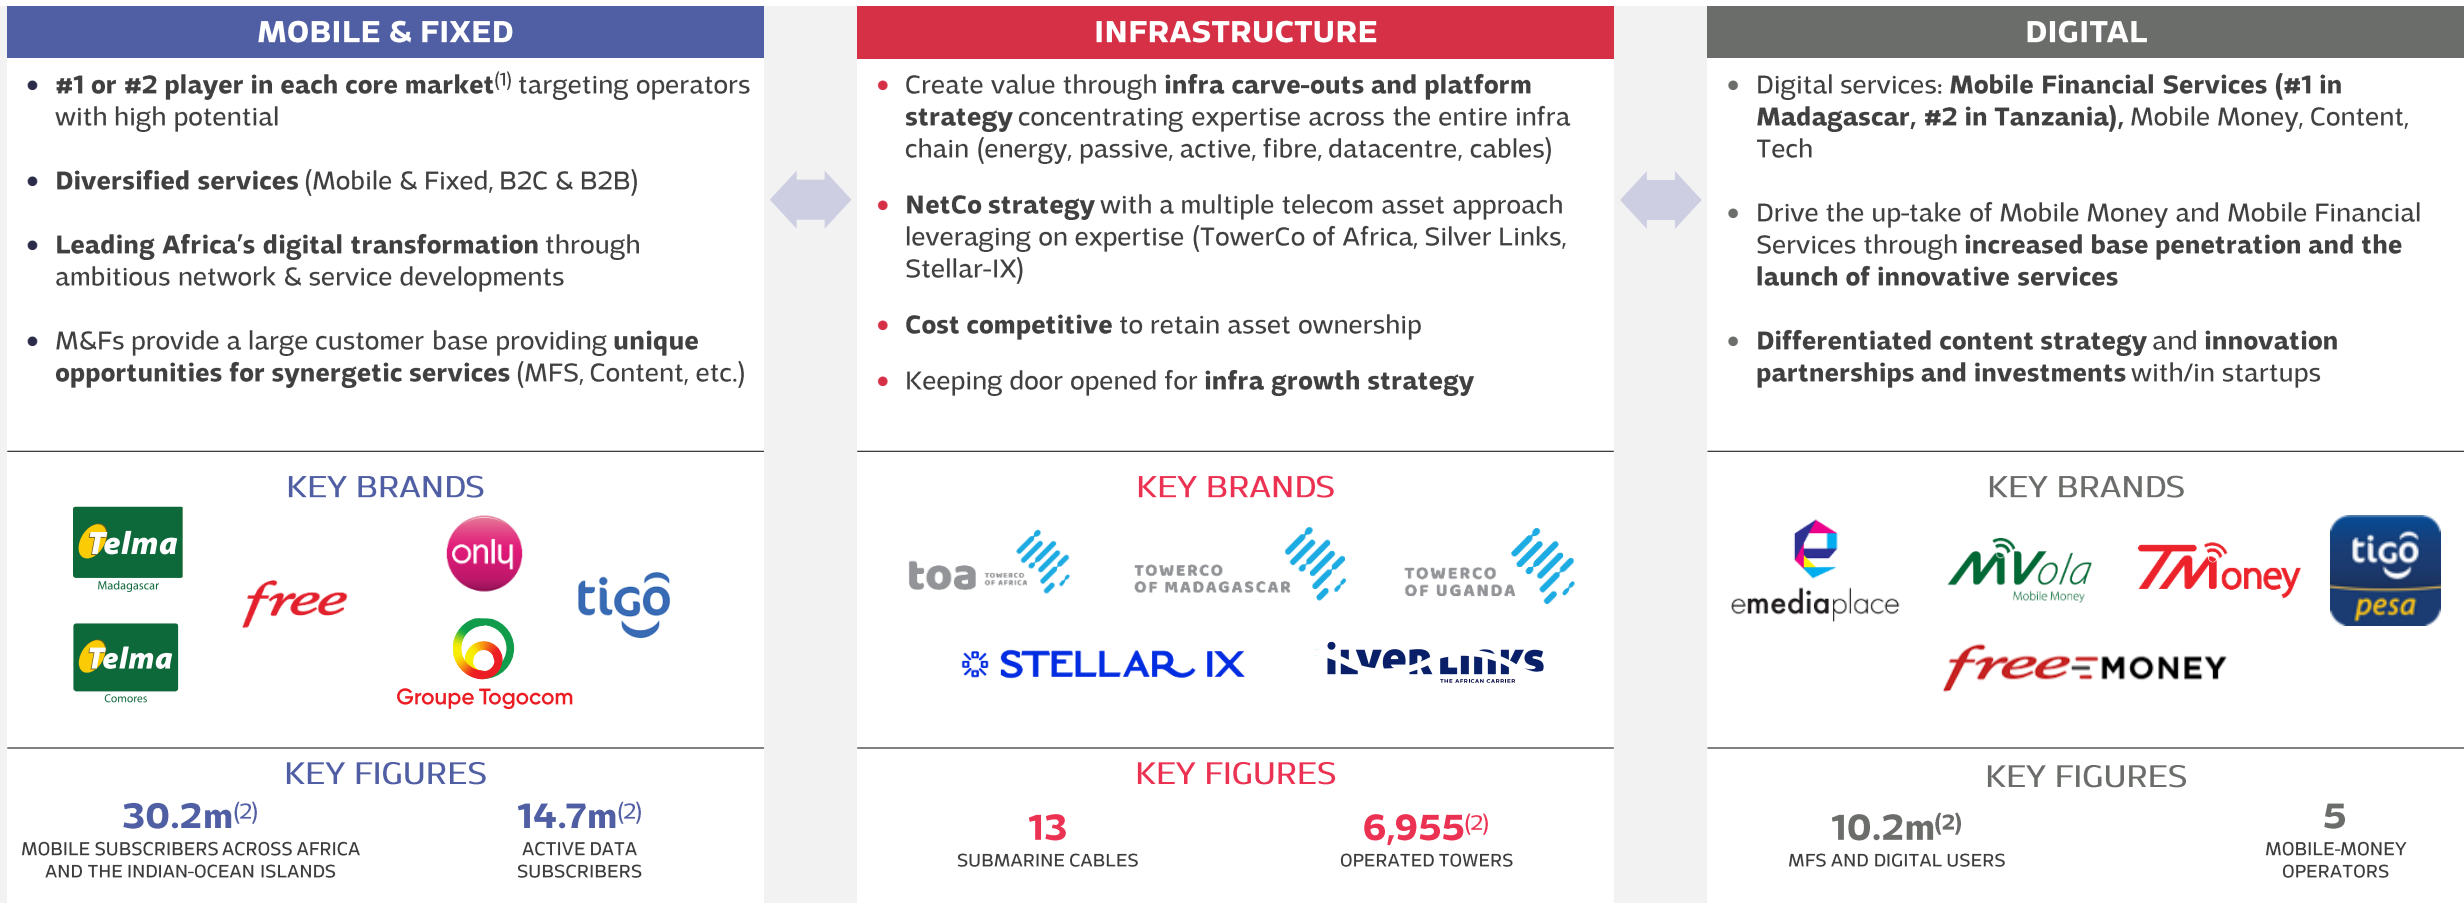 MOBILE & FIXED
• #1 or #2 player in each core market(1) targeting operators
with high potential
• Diversified services (Mobile & Fixed, B2C & B2B)
• Leading Africa's digital transformation through
ambitious network & service developments
• M&Fs provide a large customer base providing unique
opportunities for synergetic services (MFS, Content, etc.)
KEY BRANDS
Telma
Madagascar
free
only
tigo
Telma
Comores
Groupe Togocom
KEY FIGURES
30.2m(2)
MOBILE SUBSCRIBERS ACROSS AFRICA
AND THE INDIAN-OCEAN ISLANDS
14.7m(2)
ACTIVE DATA
SUBSCRIBERS
INFRASTRUCTURE
• Create value through infra carve-outs and platform
strategy concentrating expertise across the entire infra
chain (energy, passive, active, fibre, datacentre, cables)
• NetCo strategy with a multiple telecom asset approach
leveraging on expertise (TowerCo of Africa, Silver Links,
Stellar-IX)
• Cost competitive to retain asset ownership
• Keeping door opened for infra growth strategy
KEY BRANDS
toa TOWERCO
OF AFRICA
TOWERCO
OF MADAGASCAR
TOWERCO
OF UGANDA
STELLAR IX
ilver Links
THE AFRICAN CARRIER
KEY FIGURES
13
SUBMARINE CABLES
6,955(2)
OPERATED TOWERS
DIGITAL
• Digital services: Mobile Financial Services (#1 in
Madagascar, #2 in Tanzania), Mobile Money, Content,
Tech
• Drive the up-take of Mobile Money and Mobile Financial
Services through increased base penetration and the
launch of innovative services
• Differentiated content strategy and innovation
partnerships and investments with/in startups
KEY BRANDS
emediaplace
MVola
Mobile Money
TMoney
tigo
pesa
free MONEY
KEY FIGURES
10.2m(2)
MFS AND DIGITAL USERS
5
MOBILE-MONEY
OPERATORS